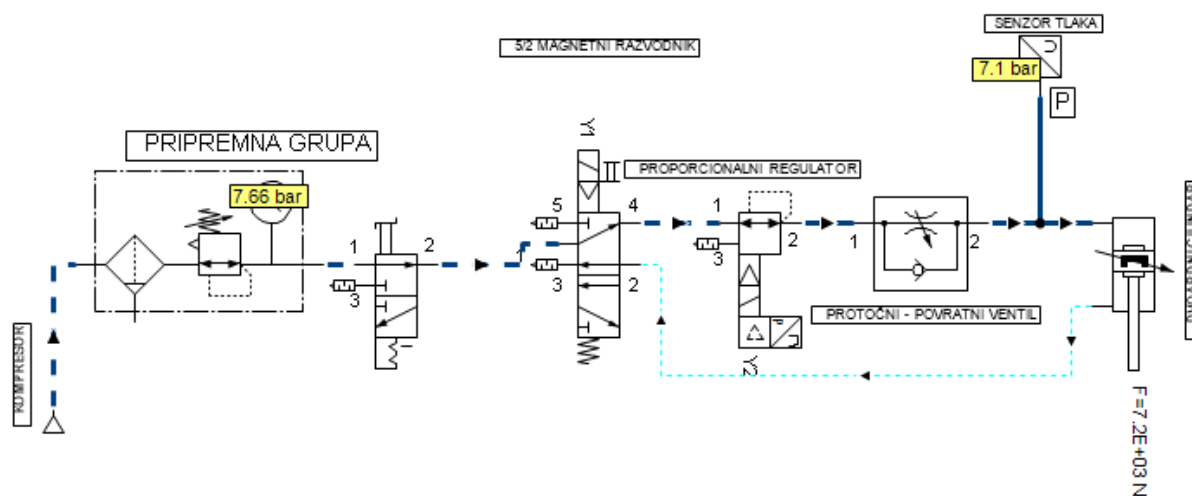 SENZOR TLAKA
5/2 MAGNETNI RAZVODNIK
7.1 bar
U
P
PRIPREMNA GRUPA
Y1
PROPORCIONALNI REGULATOR
7.66 bar
5
4
1
1
2
1
2
1
2
3
3
3
2
PROTOČNI - POVRATNI VENTIL
P
U
Y2
KOMPRESOR
F=7.2E+03 N